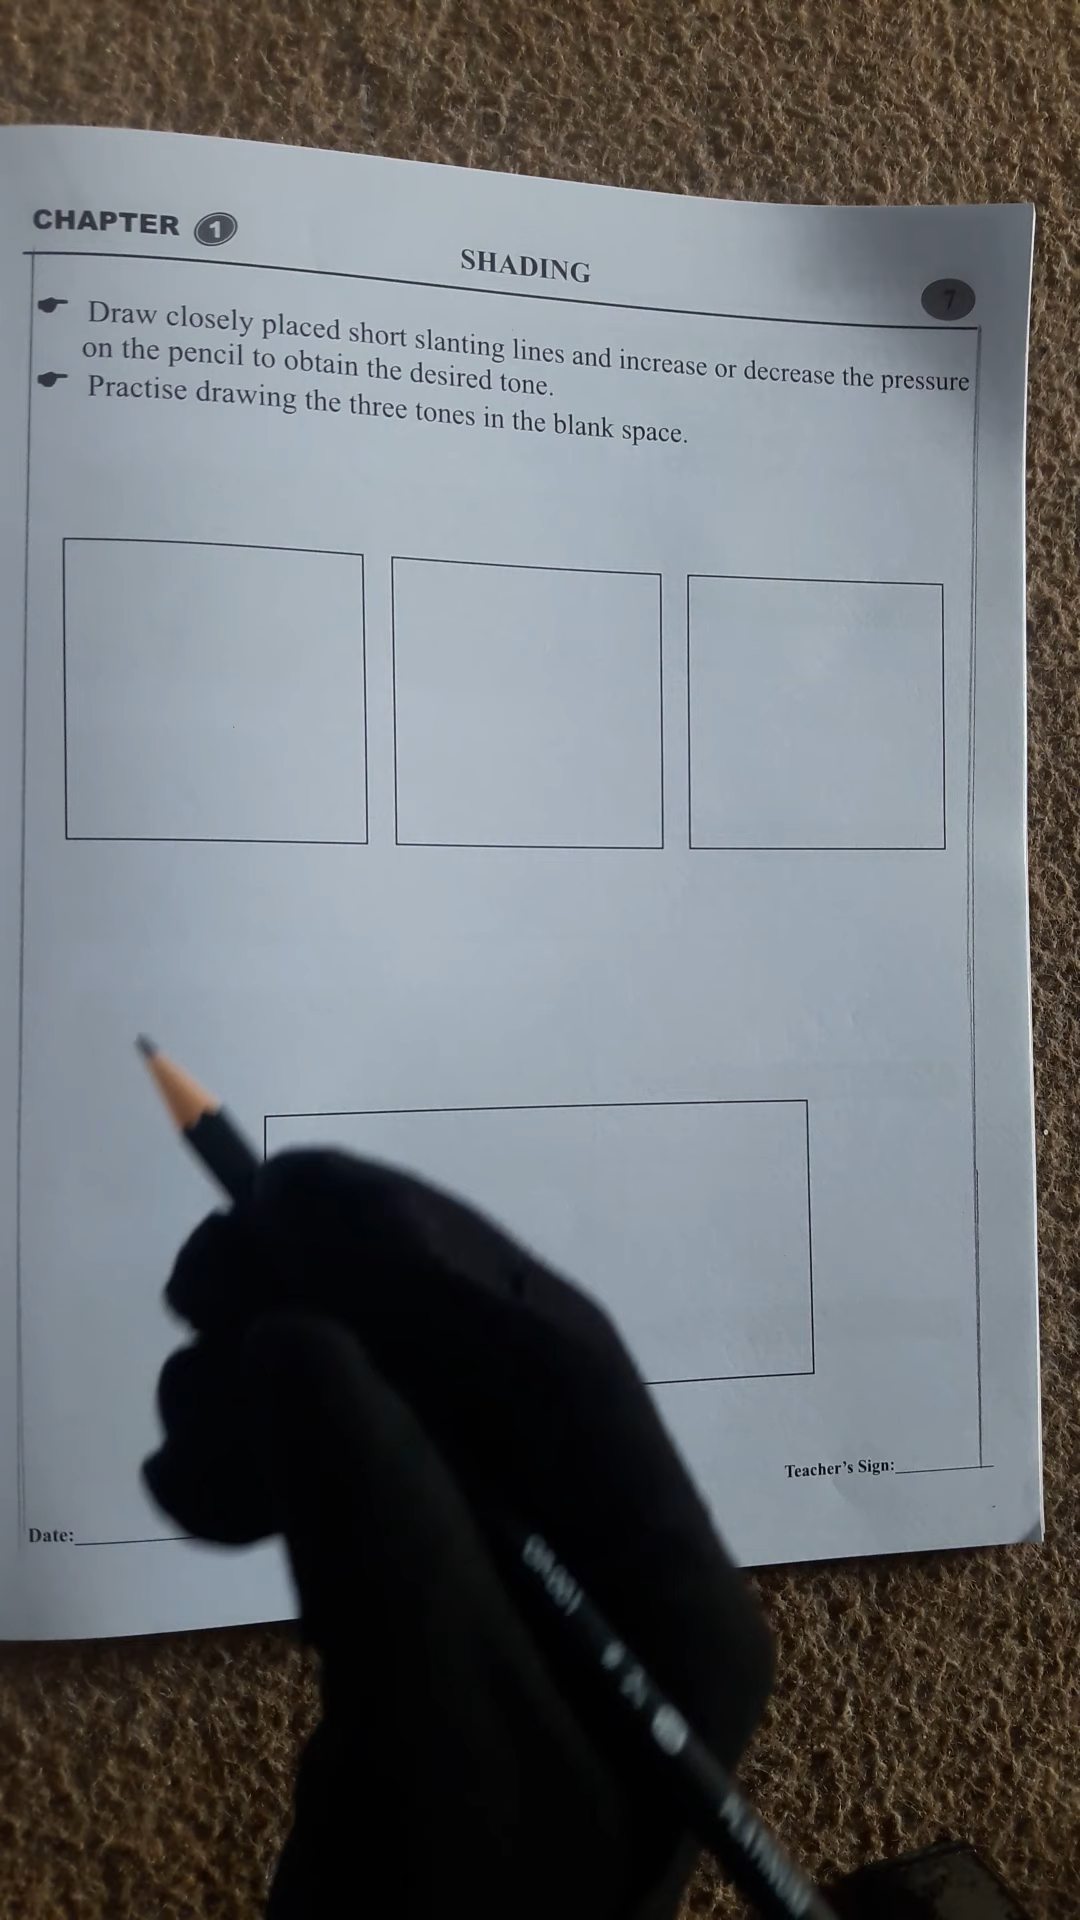 CHAPTER 1
SHADING
7
Draw closely placed short slanting lines and increase or decrease the pressure
on the pencil to obtain the desired tone.
Practise drawing the three tones in the blank space.
Teacher's Sign:
Date: